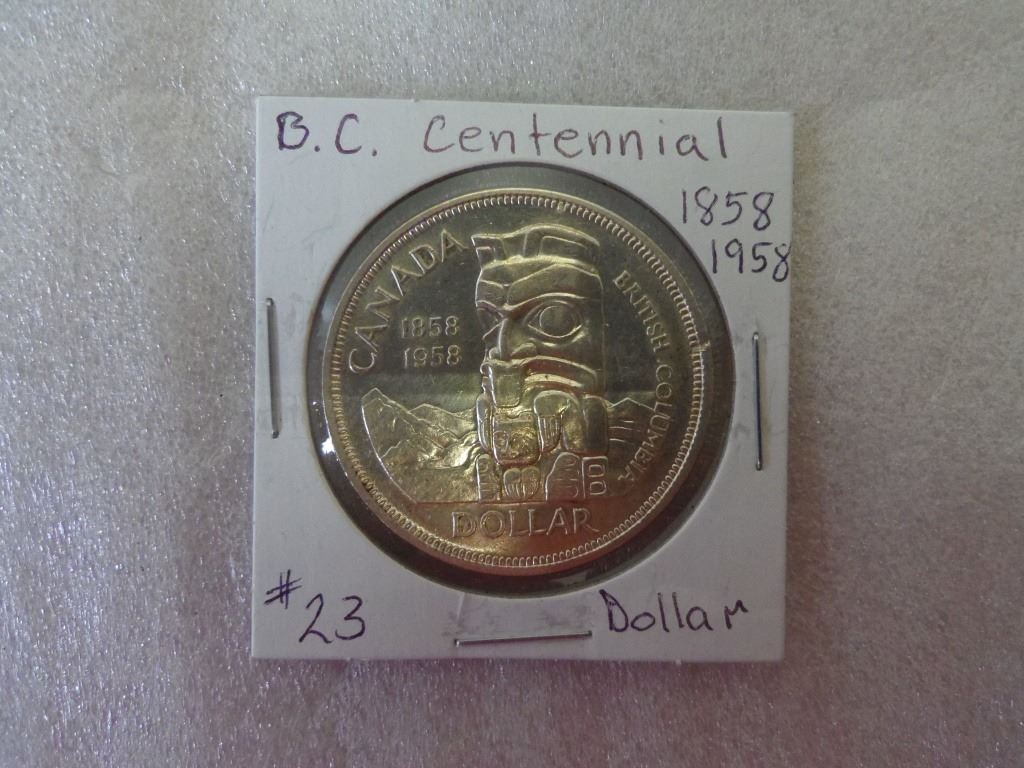 B.C. Centennial
1858
1958
CANADA
1858
1958
BRITISH COLUMBIA
DOLLAR
# 23
Dollar